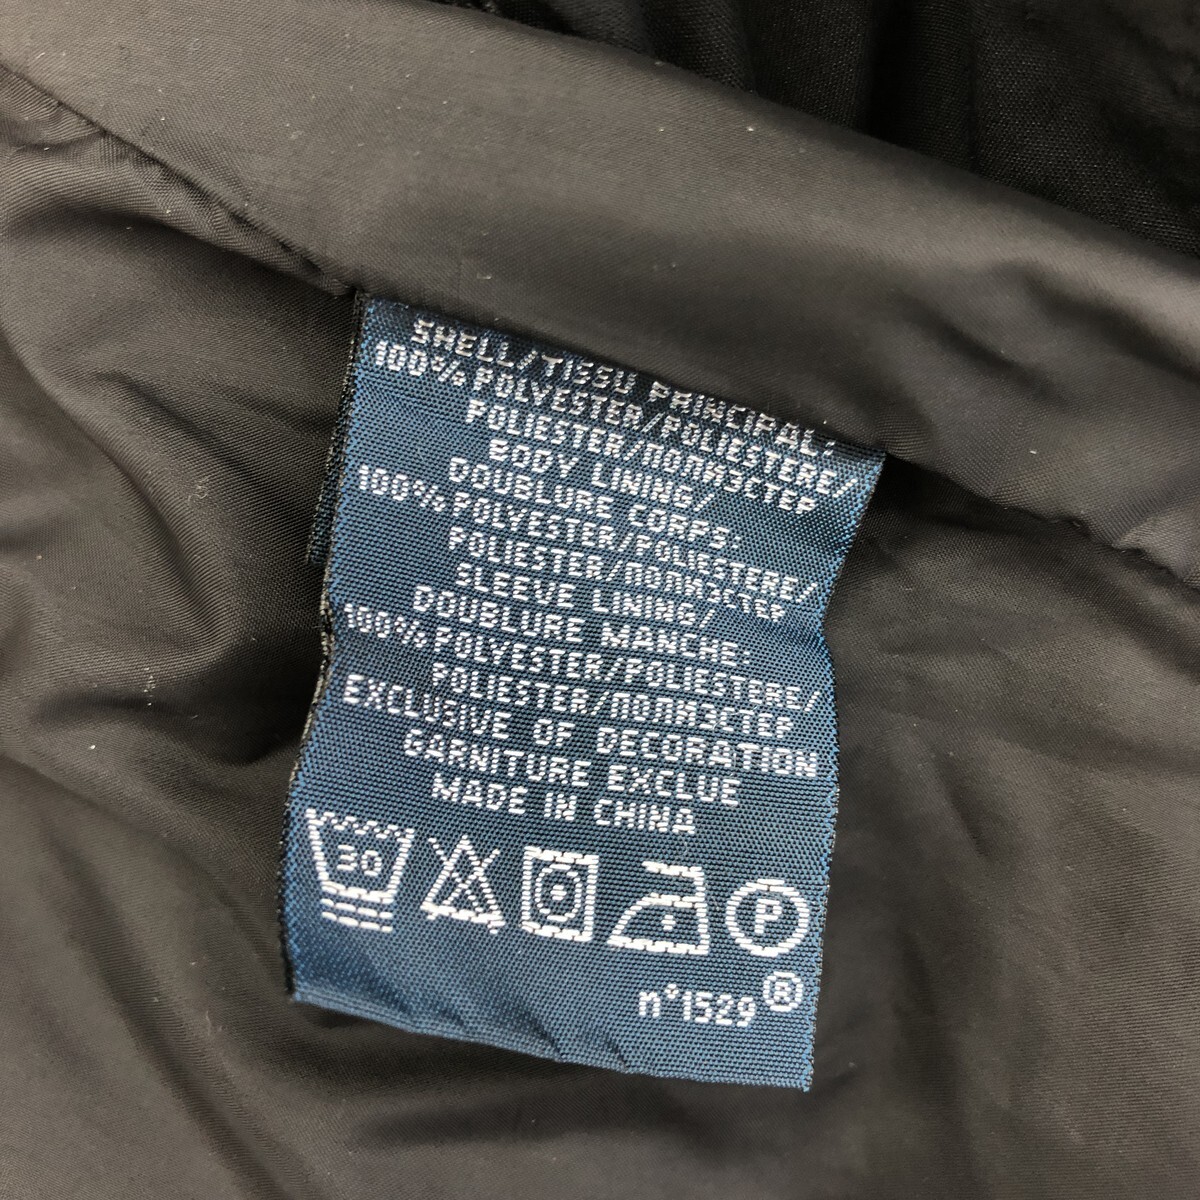 SHELL/TISSU PRINCIPAL:
100% POLYESTER/POLIESTERE/
POLIESTER/ПОЛИЭСТЕР
BODY LINING/
DOUBLURE CORPS:
100% POLYESTER/POLIESTERE/
POLIESTER/ПОЛИЭСТЕР
SLEEVE LINING/
DOUBLURE MANCHE:
100% POLYESTER/POLIESTERE/
POLIESTER/ПОЛИЭСТЕР
EXCLUSIVE OF DECORATION
GARNITURE EXCLUE
MADE IN CHINA
30 P
n°1529 ®